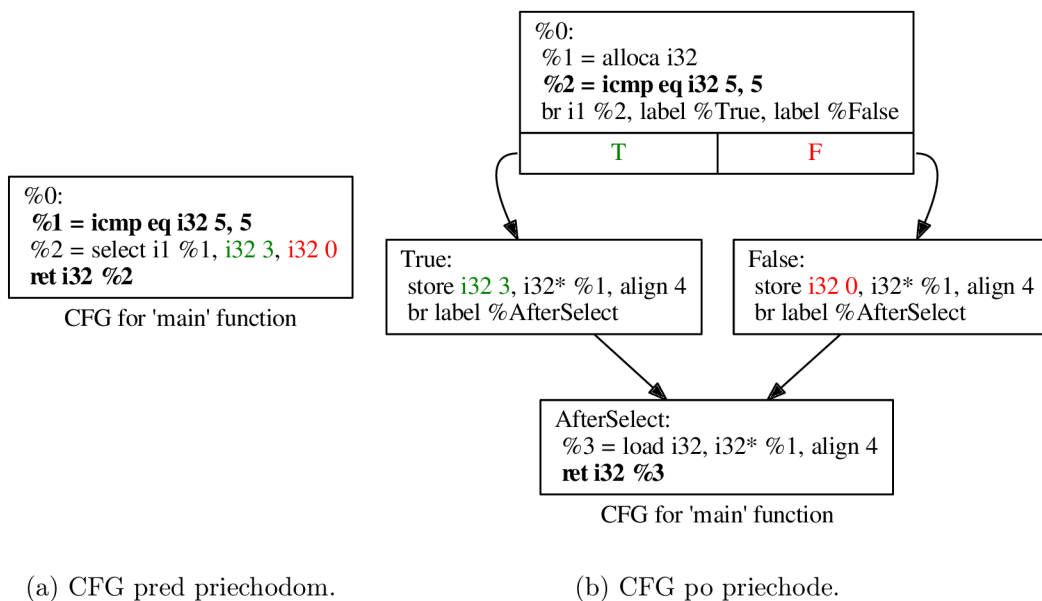 %0:
%1 = icmp eq i32 5, 5
%2 = select i1 %1, i32 3, i32 0
ret i32 %2
CFG for 'main' function
%0:
%1 = alloca i32
%2 = icmp eq i32 5, 5
br i1 %2, label %True, label %False
T
F
True:
store i32 3, i32* %1, align 4
br label %AfterSelect
False:
store i32 0, i32* %1, align 4
br label %AfterSelect
AfterSelect:
%3 = load i32, i32* %1, align 4
ret i32 %3
CFG for 'main' function
(a) CFG pred priechodom.
(b) CFG po priechode.